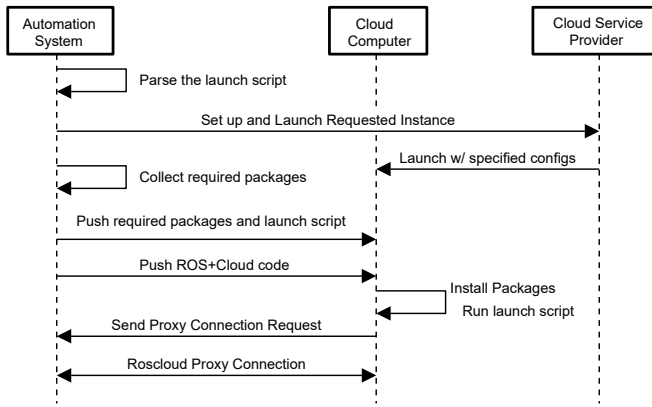 Automation
System
Cloud
Computer
Cloud Service
Provider
Parse the launch script
Set up and Launch Requested Instance
Launch w/ specified configs
Collect required packages
Push required packages and launch script
Push ROS+Cloud code
Install Packages
Run launch script
Send Proxy Connection Request
Roscloud Proxy Connection